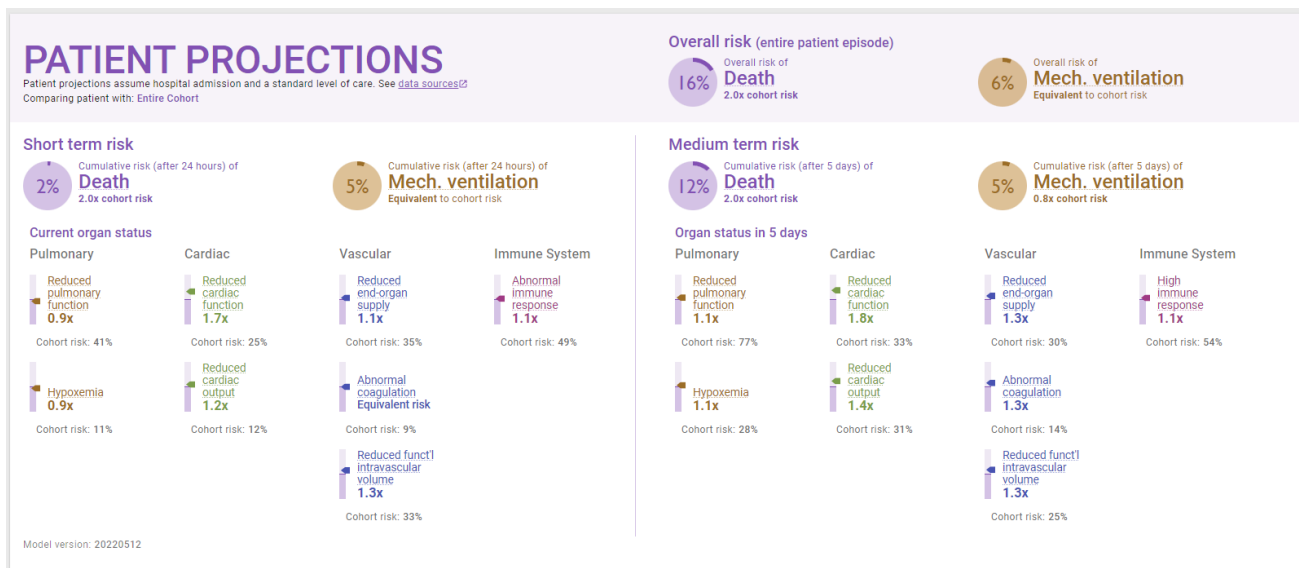 PATIENT PROJECTIONS
Patient projections assume hospital admission and a standard level of care. See data sources
Comparing patient with: Entire Cohort
Overall risk (entire patient episode)
16%
Overall risk of
Death
2.0x cohort risk
6%
Overall risk of
Mech. ventilation
Equivalent to cohort risk
Short term risk
2%
Cumulative risk (after 24 hours) of
Death
2.0x cohort risk
5%
Cumulative risk (after 24 hours) of
Mech. ventilation
Equivalent to cohort risk
Current organ status
Pulmonary
Reduced
pulmonary
function
0.9x
Cohort risk: 41%
Hypoxemia
0.9x
Cohort risk: 11%
Cardiac
Reduced
cardiac
function
1.7x
Cohort risk: 25%
Reduced
cardiac
output
1.2x
Cohort risk: 12%
Vascular
Reduced
end-organ
supply
1.1x
Cohort risk: 35%
Abnormal
coagulation
Equivalent risk
Cohort risk: 9%
Reduced funct'l
intravascular
volume
1.3x
Cohort risk: 33%
Immune System
Abnormal
immune
response
1.1x
Cohort risk: 49%
Medium term risk
12%
Cumulative risk (after 5 days) of
Death
2.0x cohort risk
5%
Cumulative risk (after 5 days) of
Mech. ventilation
0.8x cohort risk
Organ status in 5 days
Pulmonary
Reduced
pulmonary
function
1.1x
Cohort risk: 77%
Hypoxemia
1.1x
Cohort risk: 28%
Cardiac
Reduced
cardiac
function
1.8x
Cohort risk: 33%
Reduced
cardiac
output
1.4x
Cohort risk: 31%
Vascular
Reduced
end-organ
supply
1.3x
Cohort risk: 30%
Abnormal
coagulation
1.3x
Cohort risk: 14%
Reduced funct'l
intravascular
volume
1.3x
Cohort risk: 25%
Immune System
High
immune
response
1.1x
Cohort risk: 54%
Model version: 20220512